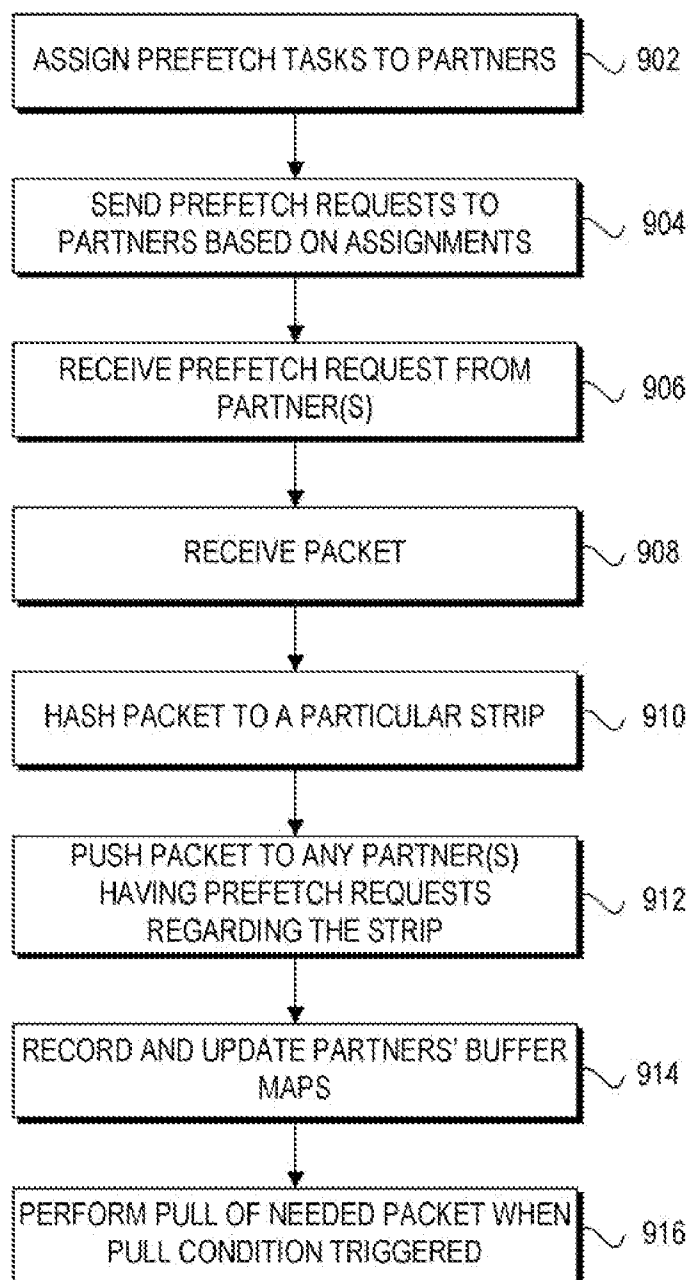 ASSIGN PREFETCH TASKS TO PARTNERS
902
SEND PREFETCH REQUESTS TO
PARTNERS BASED ON ASSIGNMENTS
904
RECEIVE PREFETCH REQUEST FROM
PARTNER(S)
906
RECEIVE PACKET
908
HASH PACKET TO A PARTICULAR STRIP
910
PUSH PACKET TO ANY PARTNER(S)
HAVING PREFETCH REQUESTS
REGARDING THE STRIP
912
RECORD AND UPDATE PARTNERS' BUFFER
MAPS
914
PERFORM PULL OF NEEDED PACKET WHEN
PULL CONDITION TRIGGERED
916